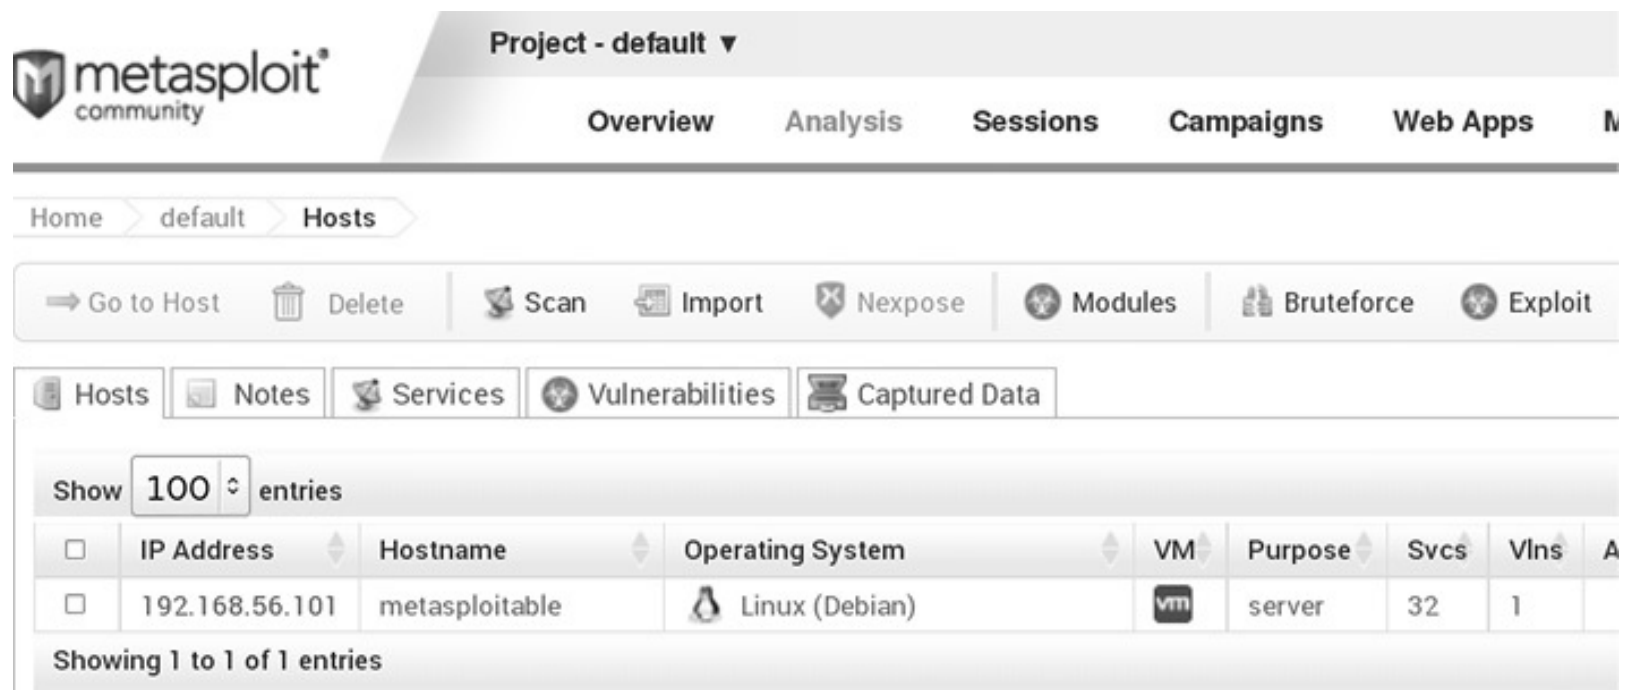 Project - default ▼
metasploit®
community
Overview Analysis Sessions Campaigns Web Apps
Home default Hosts
Go to Host Delete Scan Import Nexpose Modules Bruteforce Exploit
Hosts Notes Services Vulnerabilities Captured Data
Show 100 entries
IP Address Hostname Operating System VM Purpose Svcs Vlns
192.168.56.101 metasploitable Linux (Debian) vm server 32 1
Showing 1 to 1 of 1 entries